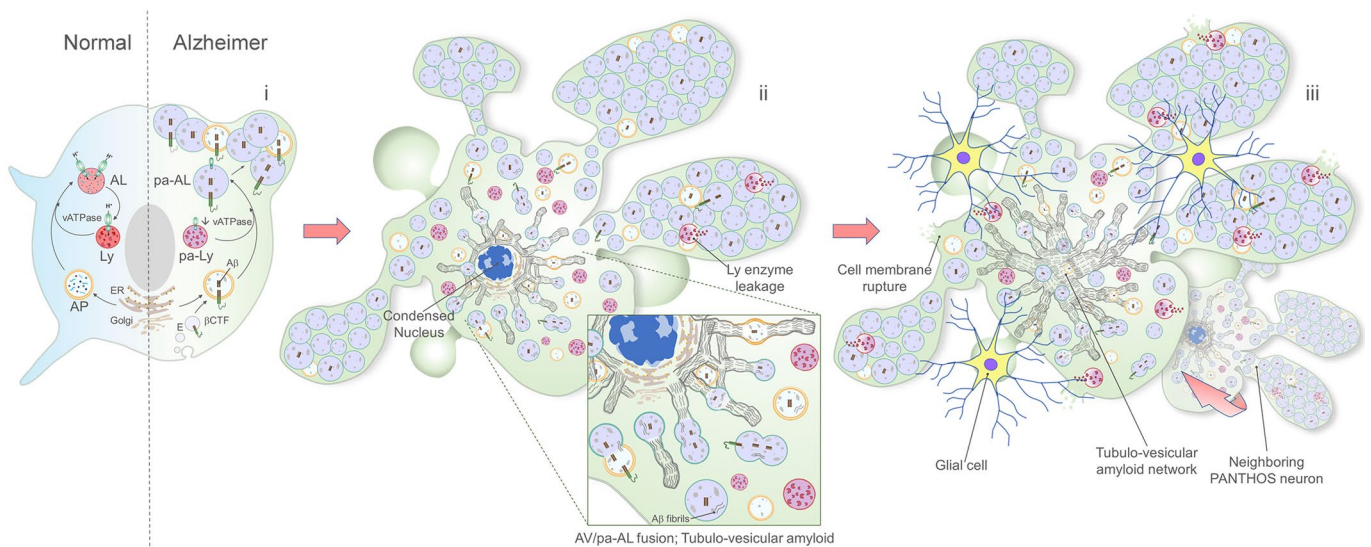 Normal
Alzheimer
i
H⁺
H⁺
AL
pa-AL
vATPase
H⁺
↓ vATPase
Ly
pa-Ly
Aβ
AP
ER
Golgi
E
βCTF
ii
Condensed
Nucleus
Ly enzyme
leakage
Aβ fibrils
AV/pa-AL fusion; Tubulo-vesicular amyloid
iii
Cell membrane
rupture
Glial cell
Tubulo-vesicular
amyloid network
Neighboring
PANTHOS neuron